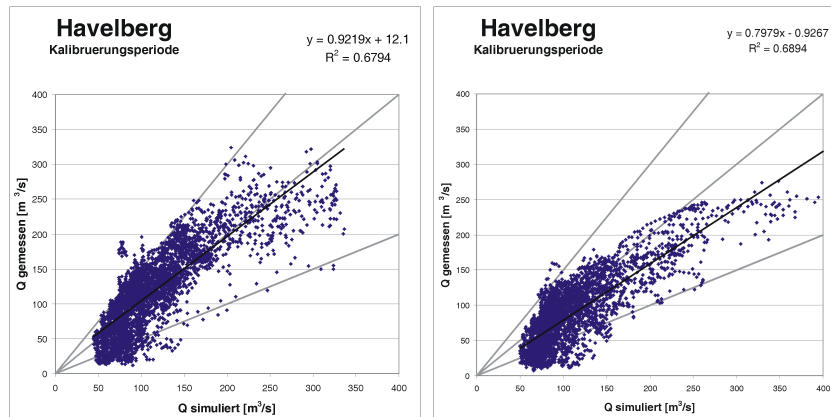 Havelberg
Kalibruerungsperiode
y = 0.9219x + 12.1
R² = 0.6794
Q gemessen [m³/s]
400
350
300
250
200
150
100
50
0
0 50 100 150 200 250 300 350 400
Q simuliert [m³/s]
Havelberg
Kalibruerungsperiode
y = 0.7979x - 0.9267
R² = 0.6894
Q gemessen [m³/s]
400
350
300
250
200
150
100
50
0
0 50 100 150 200 250 300 350 400
Q simuliert [m³/s]